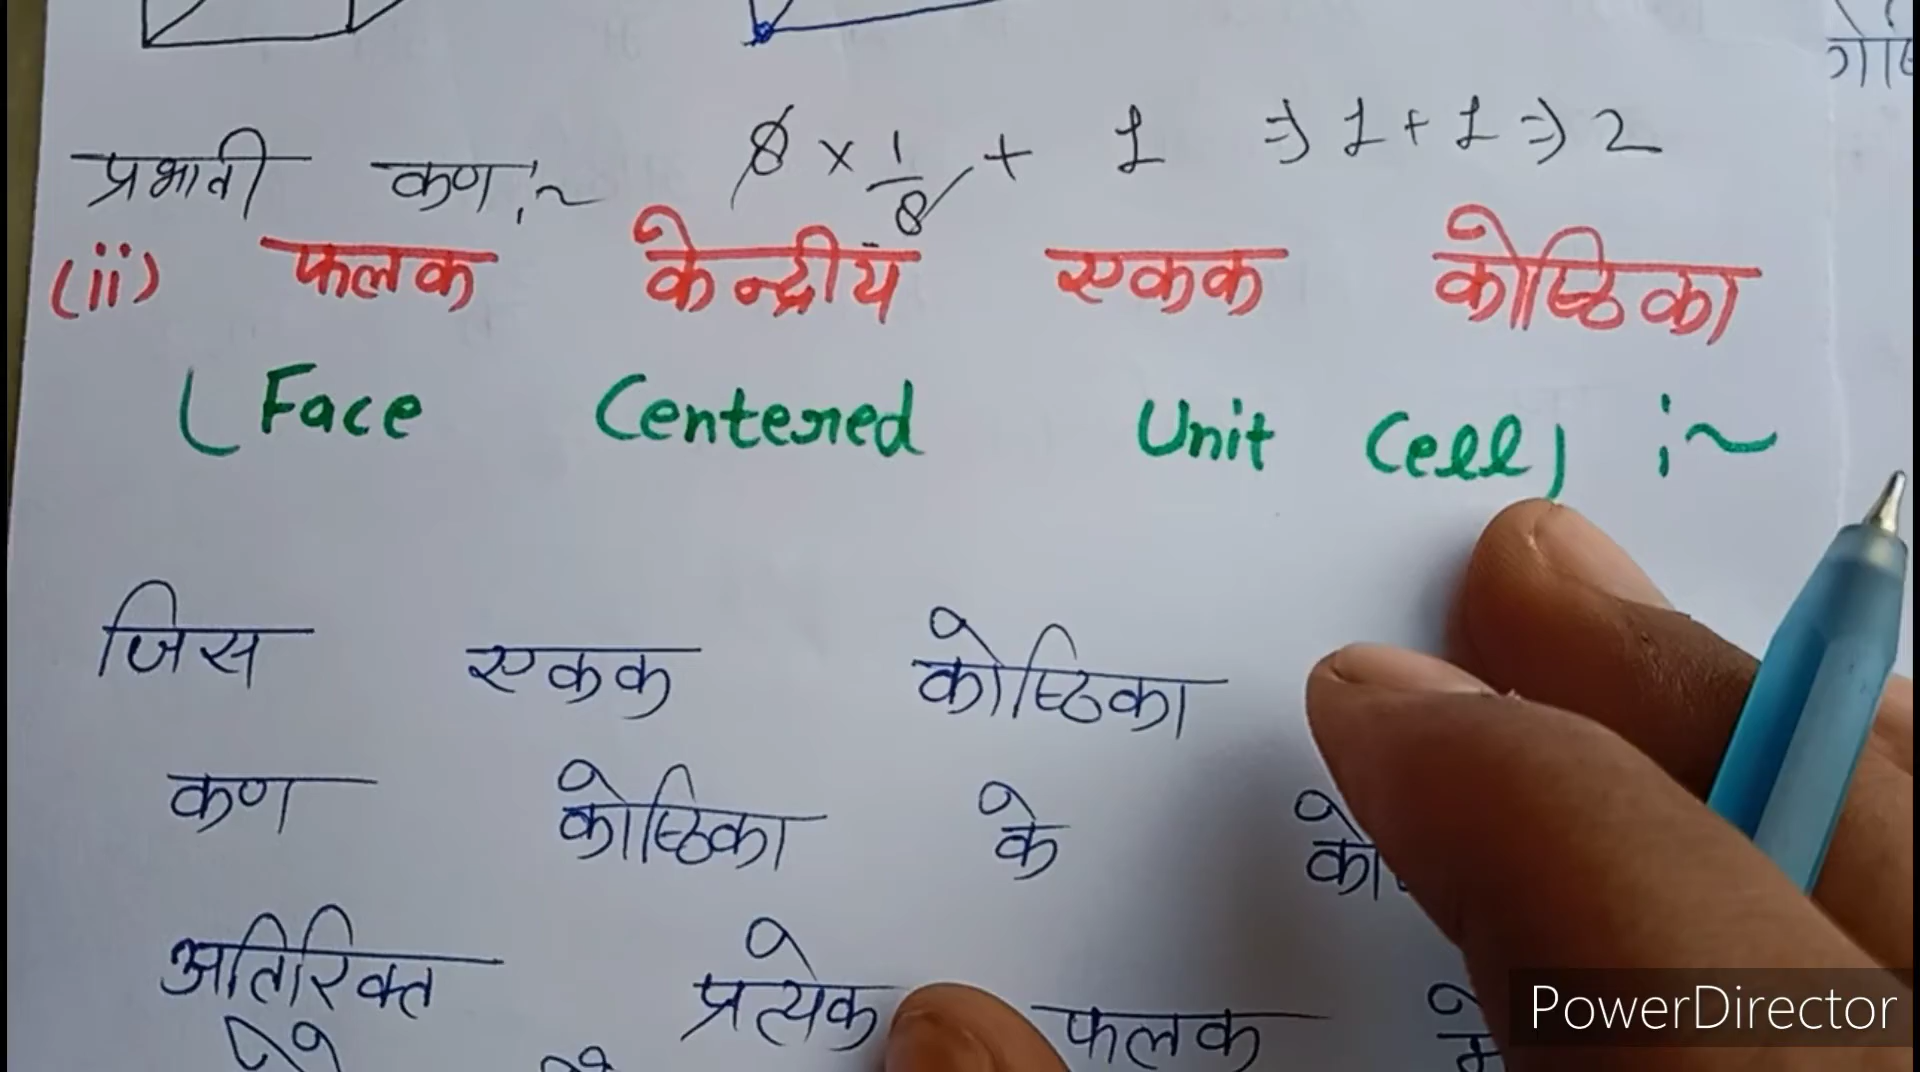 प्रभावी कण :~ 8 × 1/8 + 1 => 1 + 1 => 2
(ii) फलक केन्द्रीय एकक कोष्ठिका
(Face Centered Unit Cell) :~
जिस एकक कोष्ठिका
कण कोष्ठिका के
अतिरिक्त प्रत्येक फलक
PowerDirector